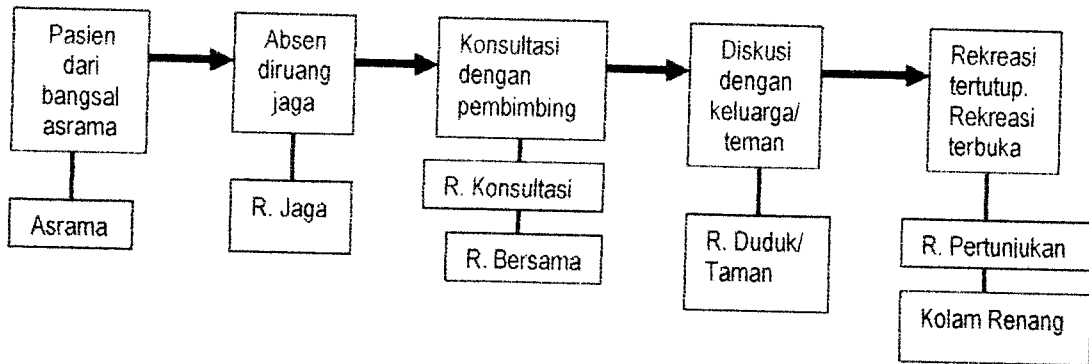 Pasien
dari
bangsal
asrama
Absen
diruang
jaga
Konsultasi
dengan
pembimbing
Diskusi
dengan
keluarga/
teman
Rekreasi
tertutup.
Rekreasi
terbuka
Asrama
R. Jaga
R. Konsultasi
R. Bersama
R. Duduk/
Taman
R. Pertuniukan
Kolam Renang